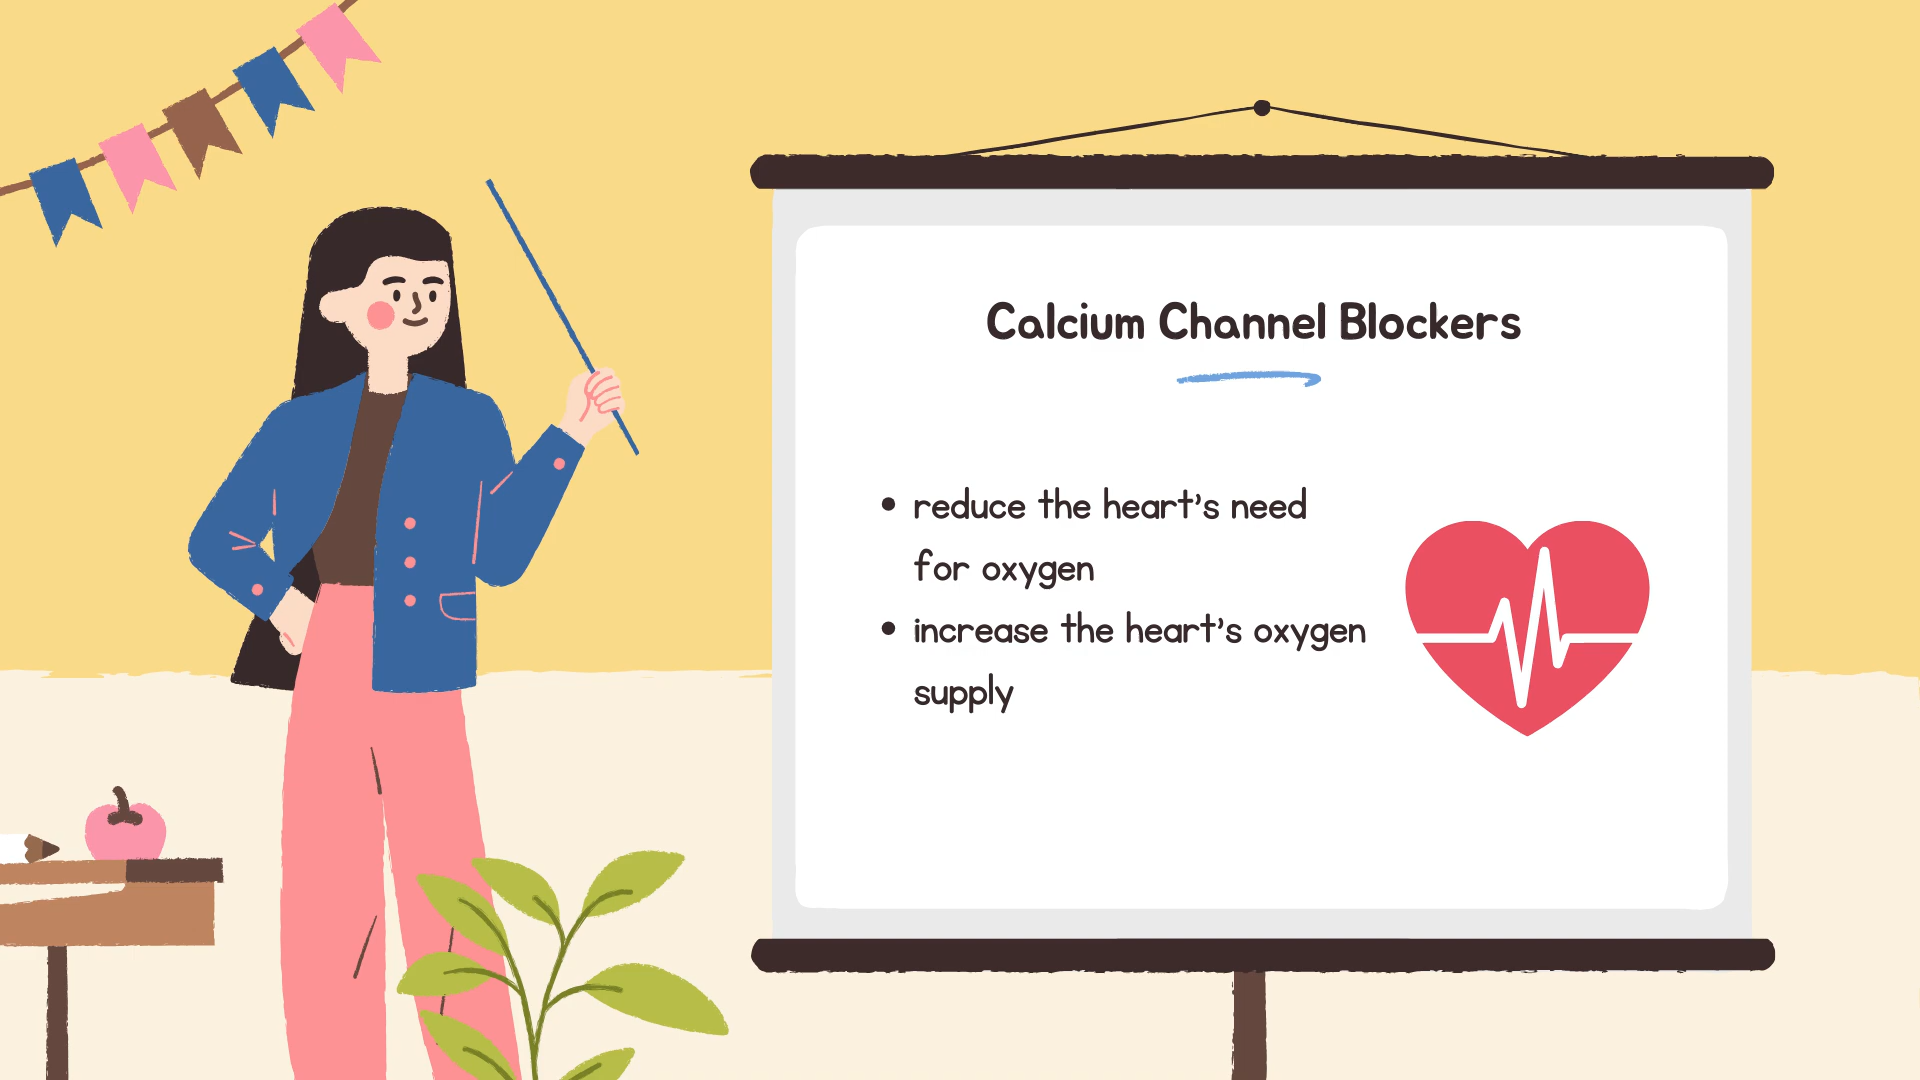 Calcium Channel Blockers
• reduce the heart's need
for oxygen
• increase the heart's oxygen
supply